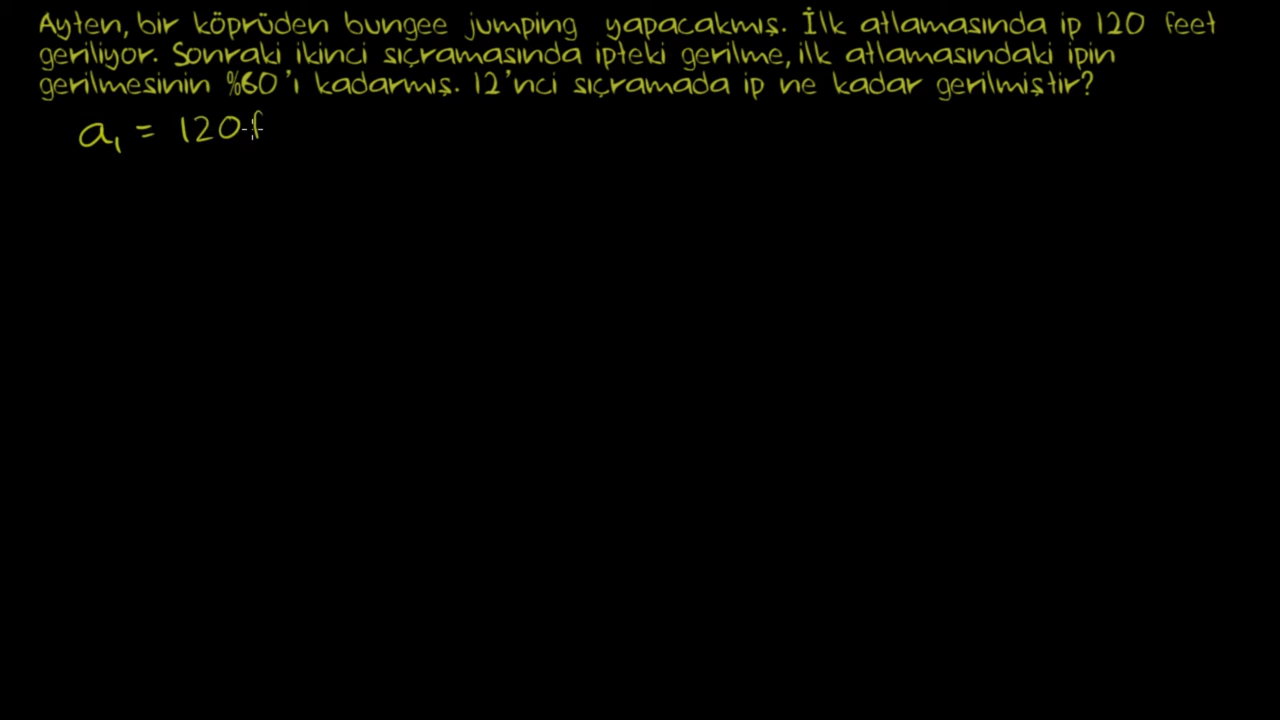 Ayten, bir köprüden bungee jumping yapacakmış. İlk atlamasında ip 120 feet
geriliyor. Sonraki ikinci sıçramasında ipteki gerilme, ilk atlamasındaki ipin
gerilmesinin %60'ı kadarmış. 12'nci sıçramada ip ne kadar gerilmiştir?
a₁ = 120 f